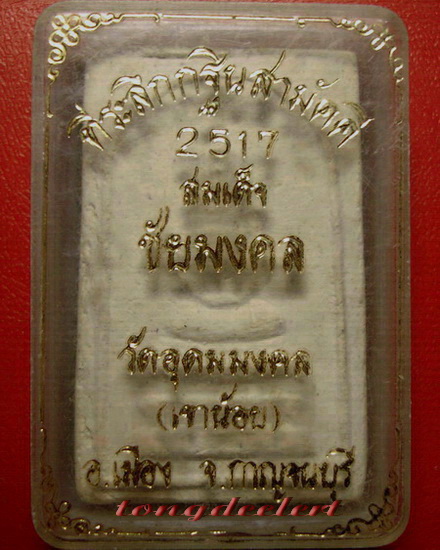 ที่ระลึกกฐินสามัคคี
2517
สมเด็จ
ชัยมงคล
วัดอุดมมงคล
(เขาน้อย)
อ.เมือง จ.กาญจนบุรี
tongdeelert